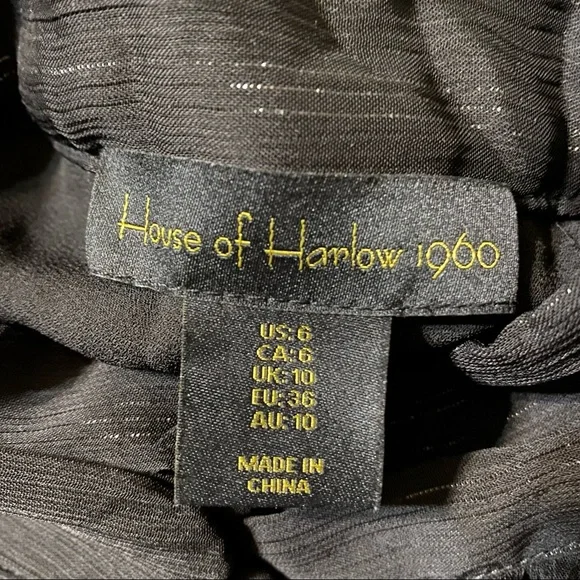 House of Harlow 1960
US: 6
CA: 6
UK: 10
EU: 36
AU: 10
MADE IN
CHINA